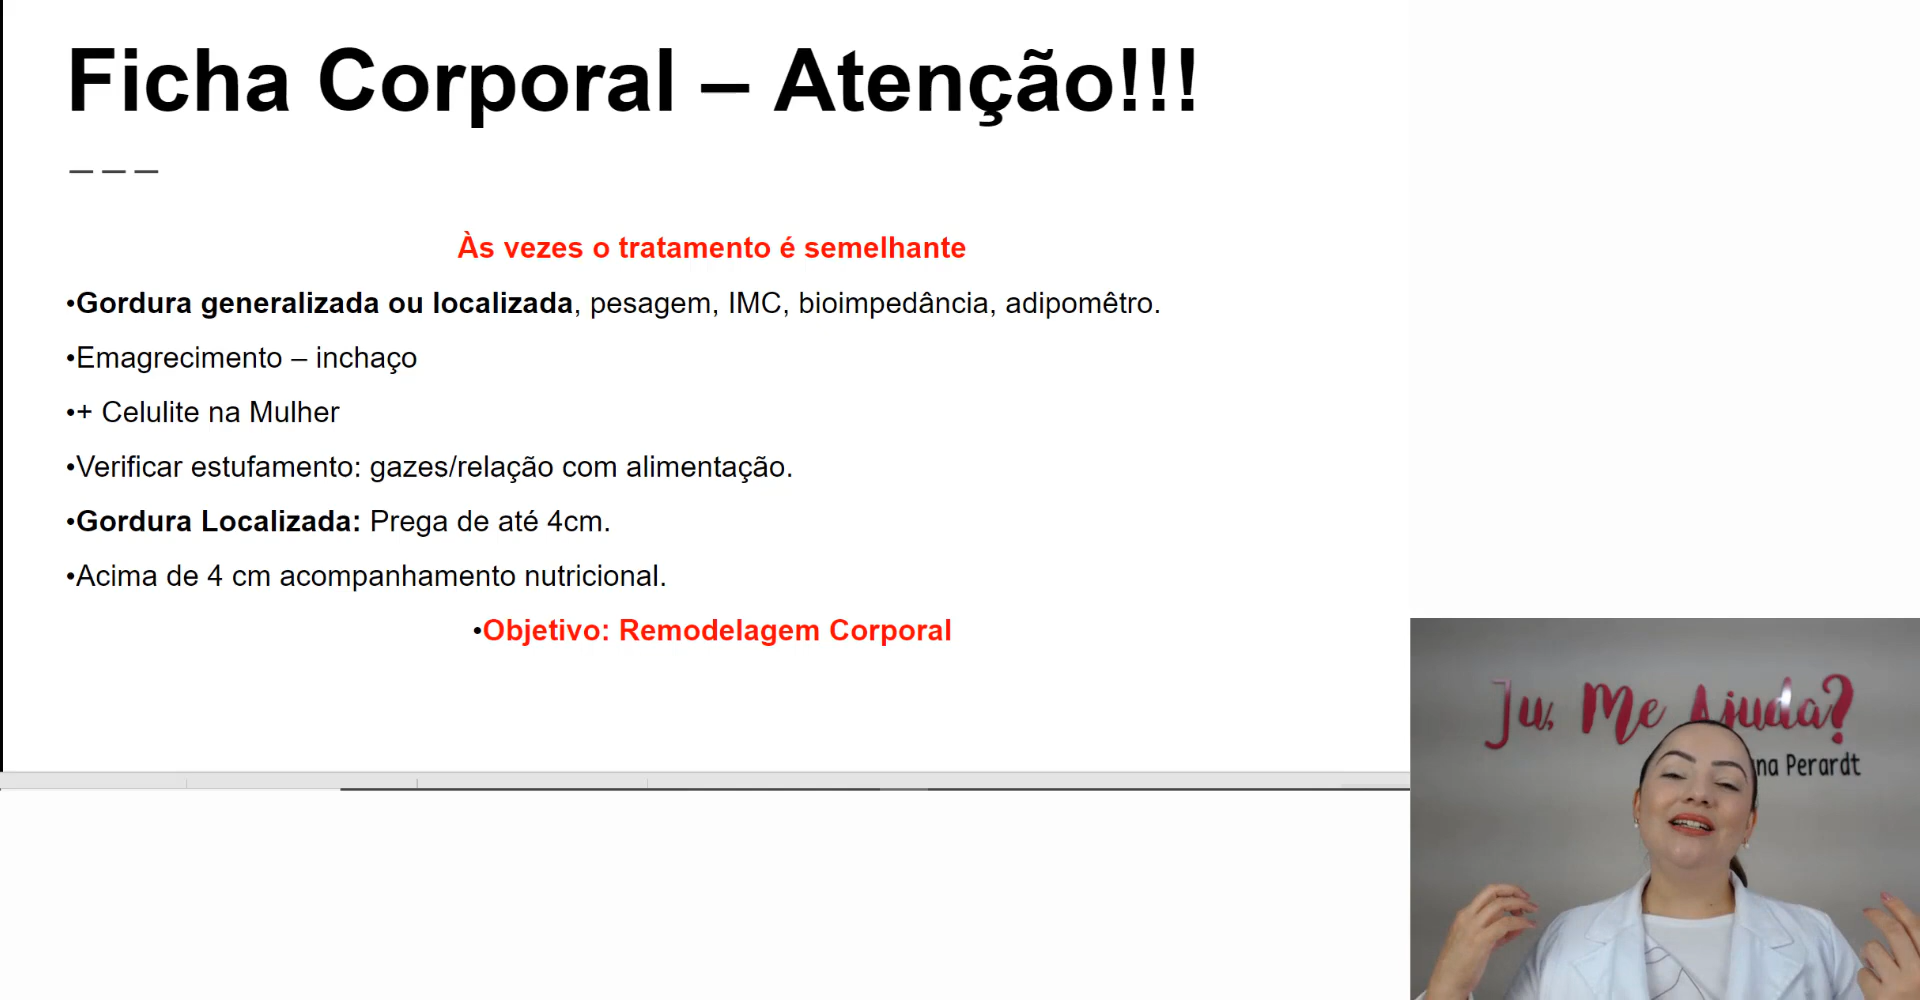 Ficha Corporal – Atenção!!!
Às vezes o tratamento é semelhante
•Gordura generalizada ou localizada, pesagem, IMC, bioimpedância, adipomêtro.
•Emagrecimento – inchaço
•+ Celulite na Mulher
•Verificar estufamento: gazes/relação com alimentação.
•Gordura Localizada: Prega de até 4cm.
•Acima de 4 cm acompanhamento nutricional.
•Objetivo: Remodelagem Corporal
Ju, Me Ajuda?
Perardt